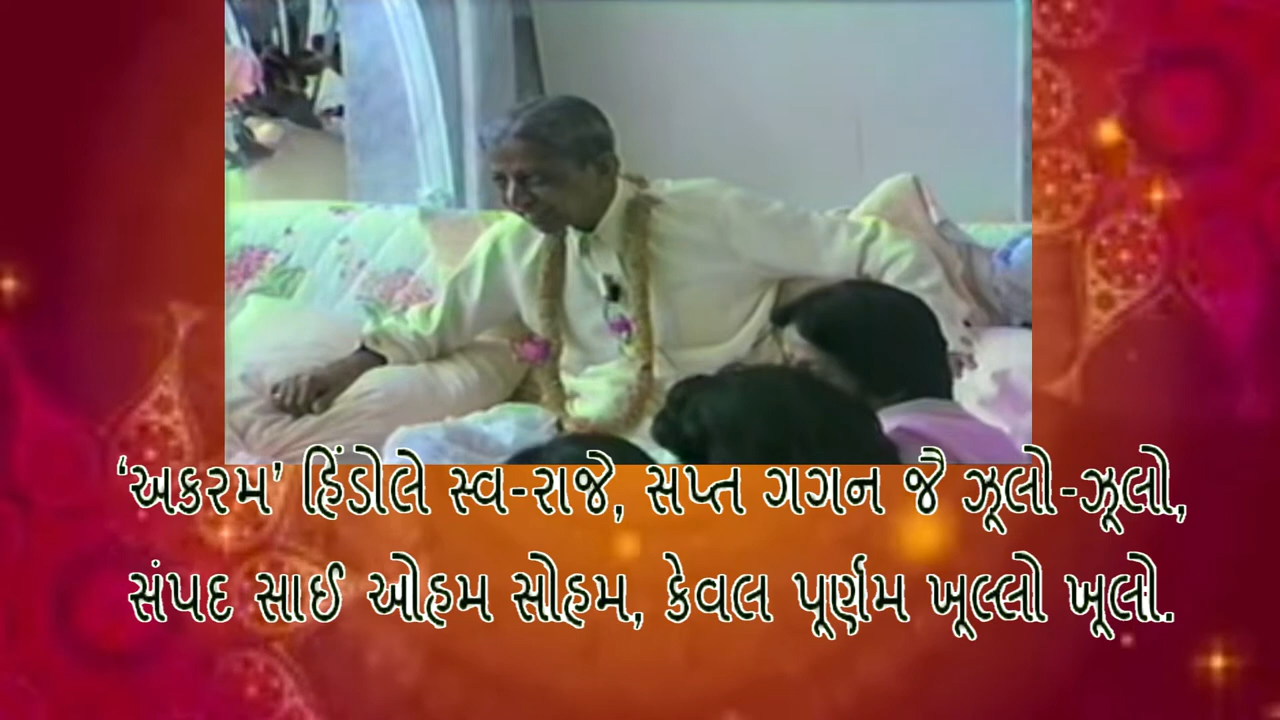 ‘અકરમ’ હિંડોલે સ્વ-રાજે, સપ્ત ગગન જૈ ઝૂલો-ઝૂલો,
સંપદ સાઈ ઓહમ સોહમ, કેવલ પૂર્ણમ ખૂલ્લો ખૂલો.